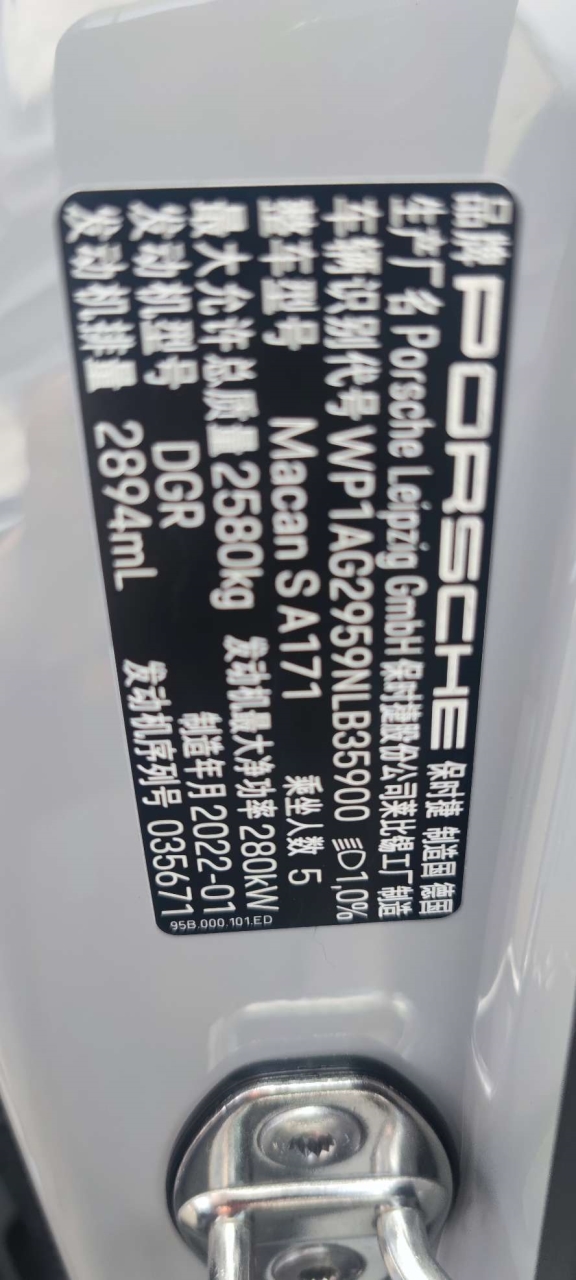 品牌 PORSCHE 保时捷 制造国 德国
生产厂名 Porsche Leipzig GmbH 保时捷股份公司莱比锡工厂 制造
车辆识别代号 WP1AG2959NLB35900 1,0%
整车型号 Macan S A171 乘坐人数 5
最大允许总质量 2580kg 发动机最大净功率 280kW
发动机型号 DGR 制造年月 2022-01
发动机排量 2894mL 发动机序列号 035671
95B.000.101.ED